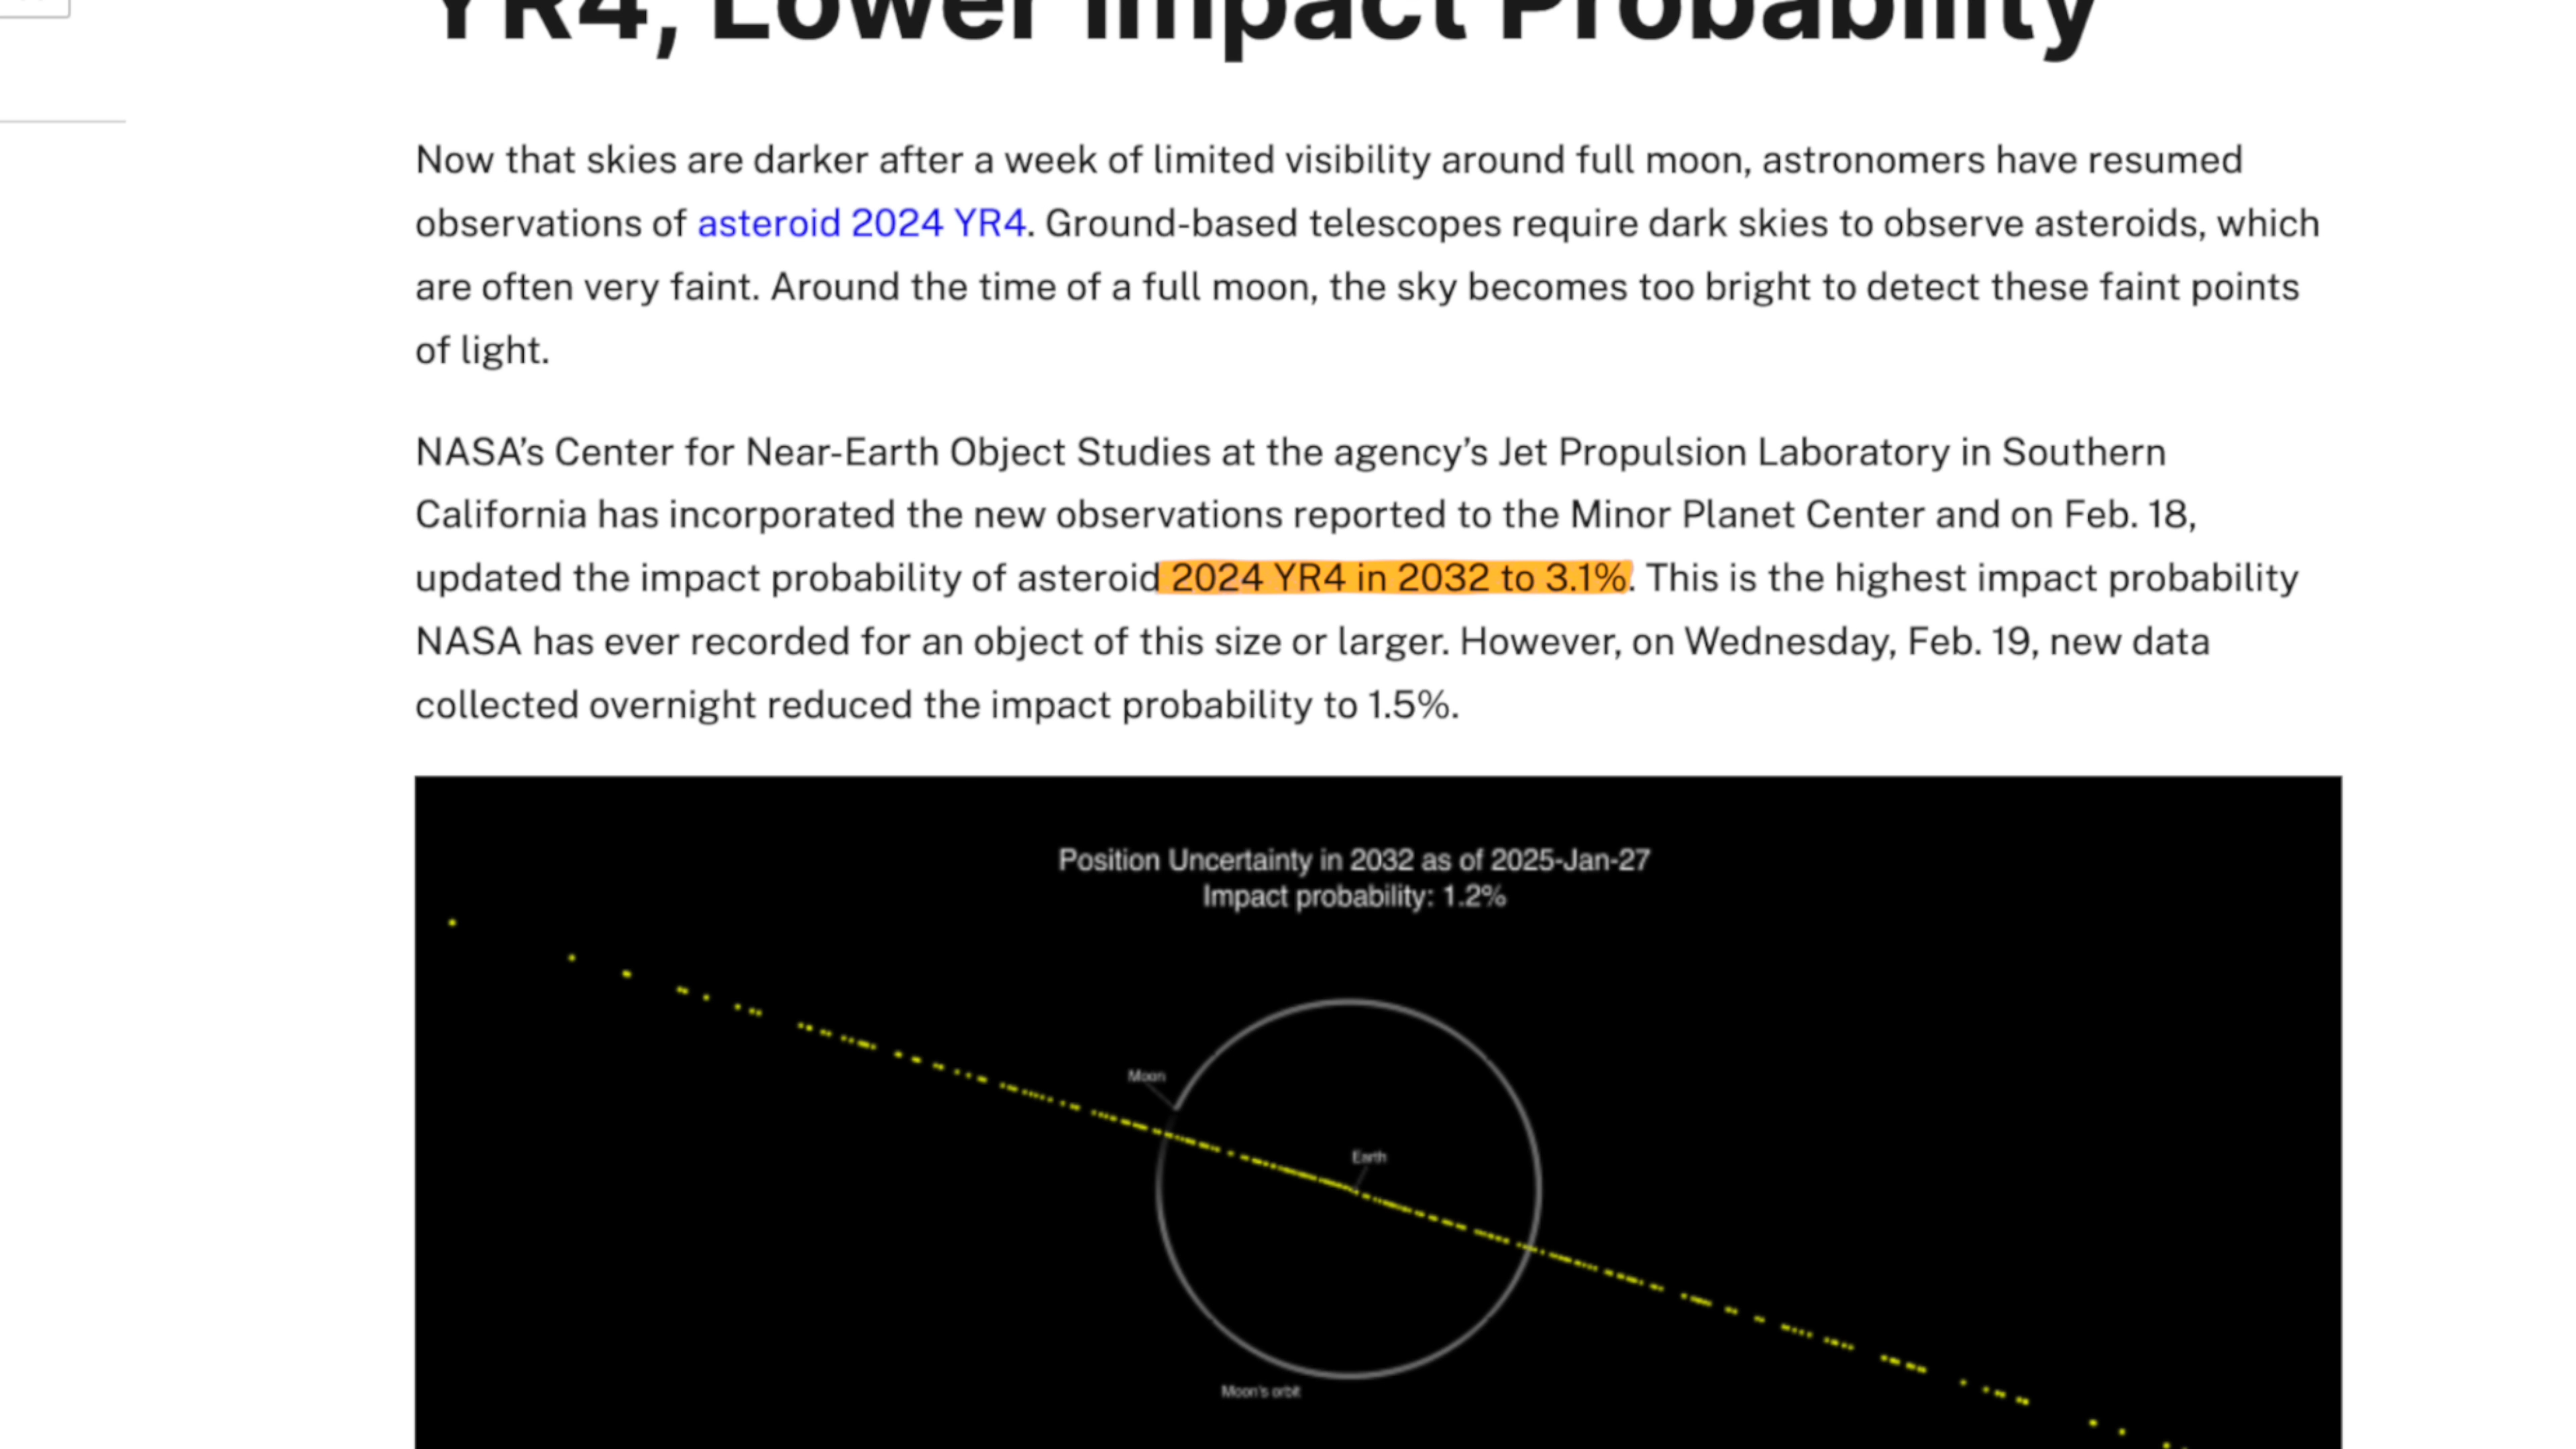 YR4, Lower Impact Probability
Now that skies are darker after a week of limited visibility around full moon, astronomers have resumed
observations of asteroid 2024 YR4. Ground-based telescopes require dark skies to observe asteroids, which
are often very faint. Around the time of a full moon, the sky becomes too bright to detect these faint points
of light.
NASA’s Center for Near-Earth Object Studies at the agency’s Jet Propulsion Laboratory in Southern
California has incorporated the new observations reported to the Minor Planet Center and on Feb. 18,
updated the impact probability of asteroid 2024 YR4 in 2032 to 3.1%. This is the highest impact probability
NASA has ever recorded for an object of this size or larger. However, on Wednesday, Feb. 19, new data
collected overnight reduced the impact probability to 1.5%.
Position Uncertainty in 2032 as of 2025-Jan-27
Impact probability: 1.2%
Moon
Earth
Moon's orbit